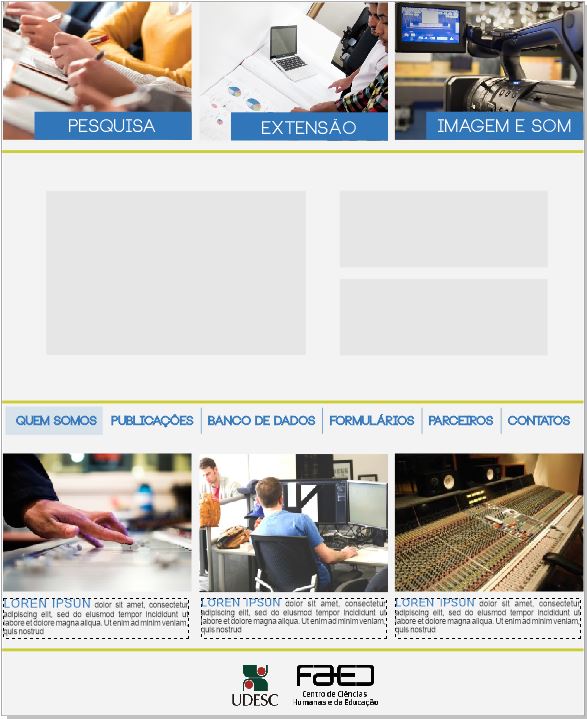 PESQUISA
EXTENSÃO
IMAGEM E SOM
QUEM SOMOS
PUBLICAÇÕES
BANCO DE DADOS
FORMULÁRIOS
PARCEIROS
CONTATOS
LOREN IPSUN dolor sit amet, consectetur
adipiscing elit, sed do eiusmod tempor incididunt ut
labore et dolore magna aliqua. Ut enim ad minim veniam,
quis nostrud
LOREN IPSUN dolor sit amet, consectetur
adipiscing elit, sed do eiusmod tempor incididunt ut
labore et dolore magna aliqua. Ut enim ad minim veniam,
quis nostrud
LOREN IPSUN dolor sit amet, consectetur
adipiscing elit, sed do eiusmod tempor incididunt ut
labore et dolore magna aliqua. Ut enim ad minim veniam,
quis nostrud
UDESC
FAED
Centro de Ciências
Humanas e da Educação